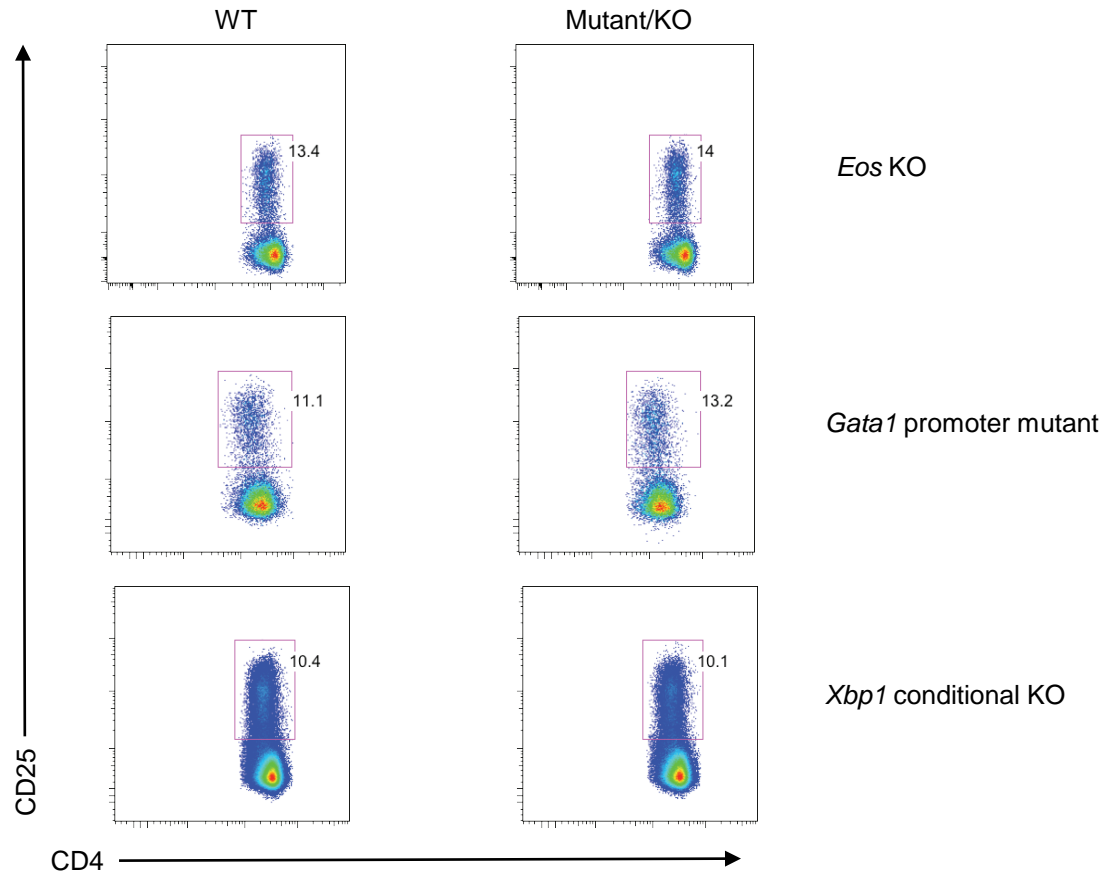 WT
Mutant/KO
13.4
14
Eos KO
11.1
13.2
Gata1 promoter mutant
10.4
10.1
Xbp1 conditional KO
CD25
CD4